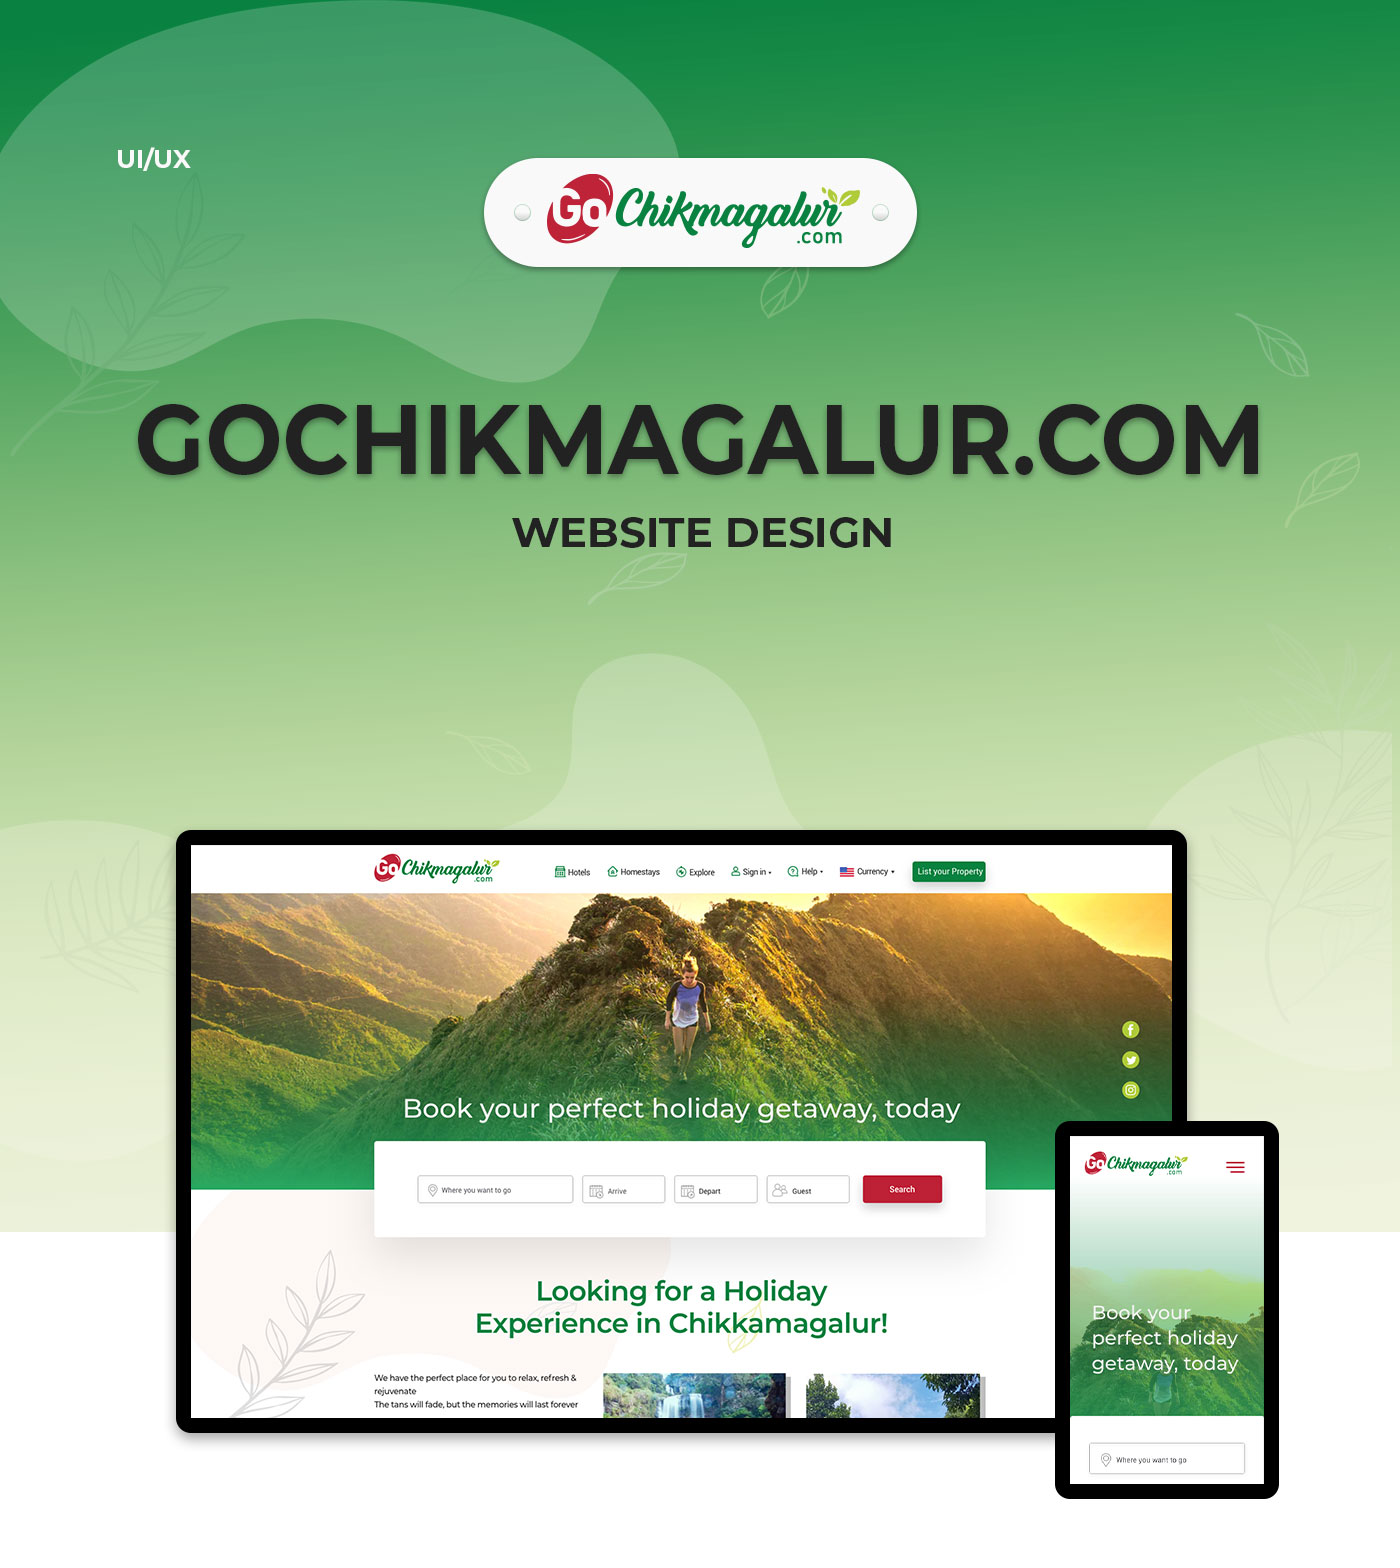 UI/UX
Go Chikmagalur
.com
GOCHIKMAGALUR.COM
WEBSITE DESIGN
Go Chikmagalur
.com
Hotels Homestays Explore Sign in Help Currency List your Property
Book your perfect holiday getaway, today
Where you want to go Arrive Depart Guest Search
Looking for a Holiday
Experience in Chikkamagalur!
We have the perfect place for you to relax, refresh &
rejuvenate
The tans will fade, but the memories will last forever
Go Chikmagalur
.com
Book your
perfect holiday
getaway, today
Where you want to go